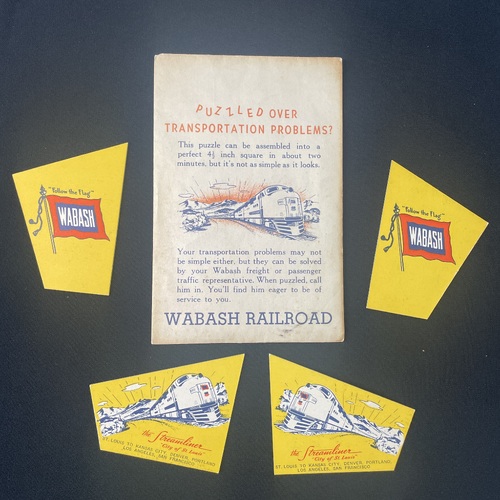 PUZZLED OVER
TRANSPORTATION PROBLEMS?
This puzzle can be assembled into a
perfect 4½ inch square in about two
minutes, but it's not as simple as it looks.
Your transportation problems may not
be simple either, but they can be solved
by your Wabash freight or passenger
traffic representative. When puzzled, call
him in. You'll find him eager to be of
service to you.
WABASH RAILROAD
"Follow the Flag"
WABASH
"Follow the Flag"
WABASH
the Streamliner
"City of St. Louis"
ST. LOUIS TO KANSAS CITY, DENVER, PORTLAND
LOS ANGELES, SAN FRANCISCO
the Streamliner
"City of St. Louis"
ST. LOUIS TO KANSAS CITY, DENVER, PORTLAND
LOS ANGELES, SAN FRANCISCO